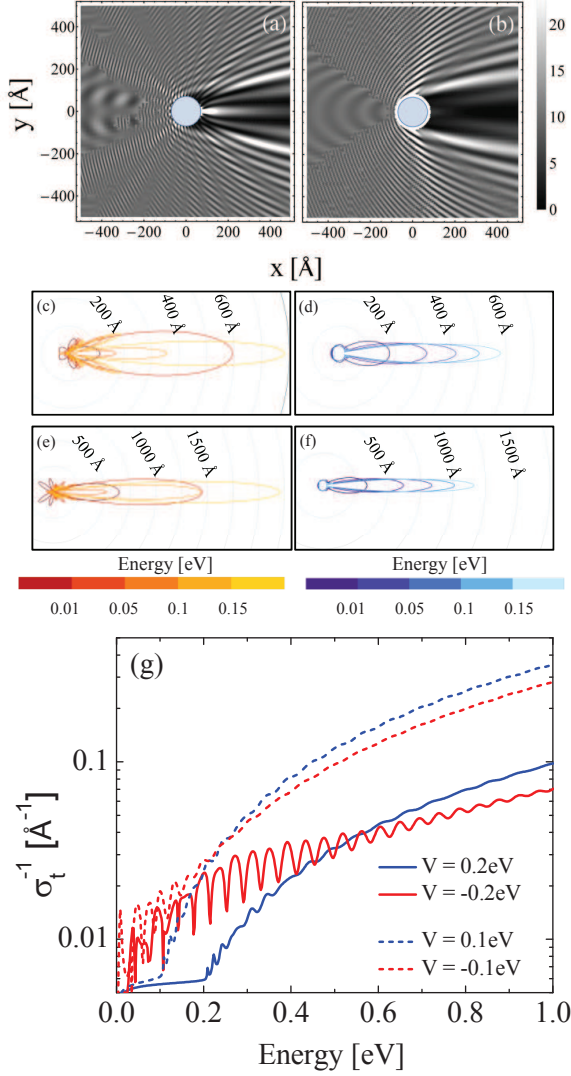 (a) (b)
400
200
0
−200
−400
y [Å]
−400 −200 0 200 400 −400 −200 0 200 400
x [Å]
20
15
10
5
0
(c) 200 Å 400 Å 600 Å
(d) 200 Å 400 Å 600 Å
(e) 500 Å 1000 Å 1500 Å
(f) 500 Å 1000 Å 1500 Å
Energy [eV] Energy [eV]
0.01 0.05 0.1 0.15 0.01 0.05 0.1 0.15
(g)
0.1
0.01
σt-1 [Å-1]
V = 0.2eV
V = -0.2eV
V = 0.1eV
V = -0.1eV
0.0 0.2 0.4 0.6 0.8 1.0
Energy [eV]